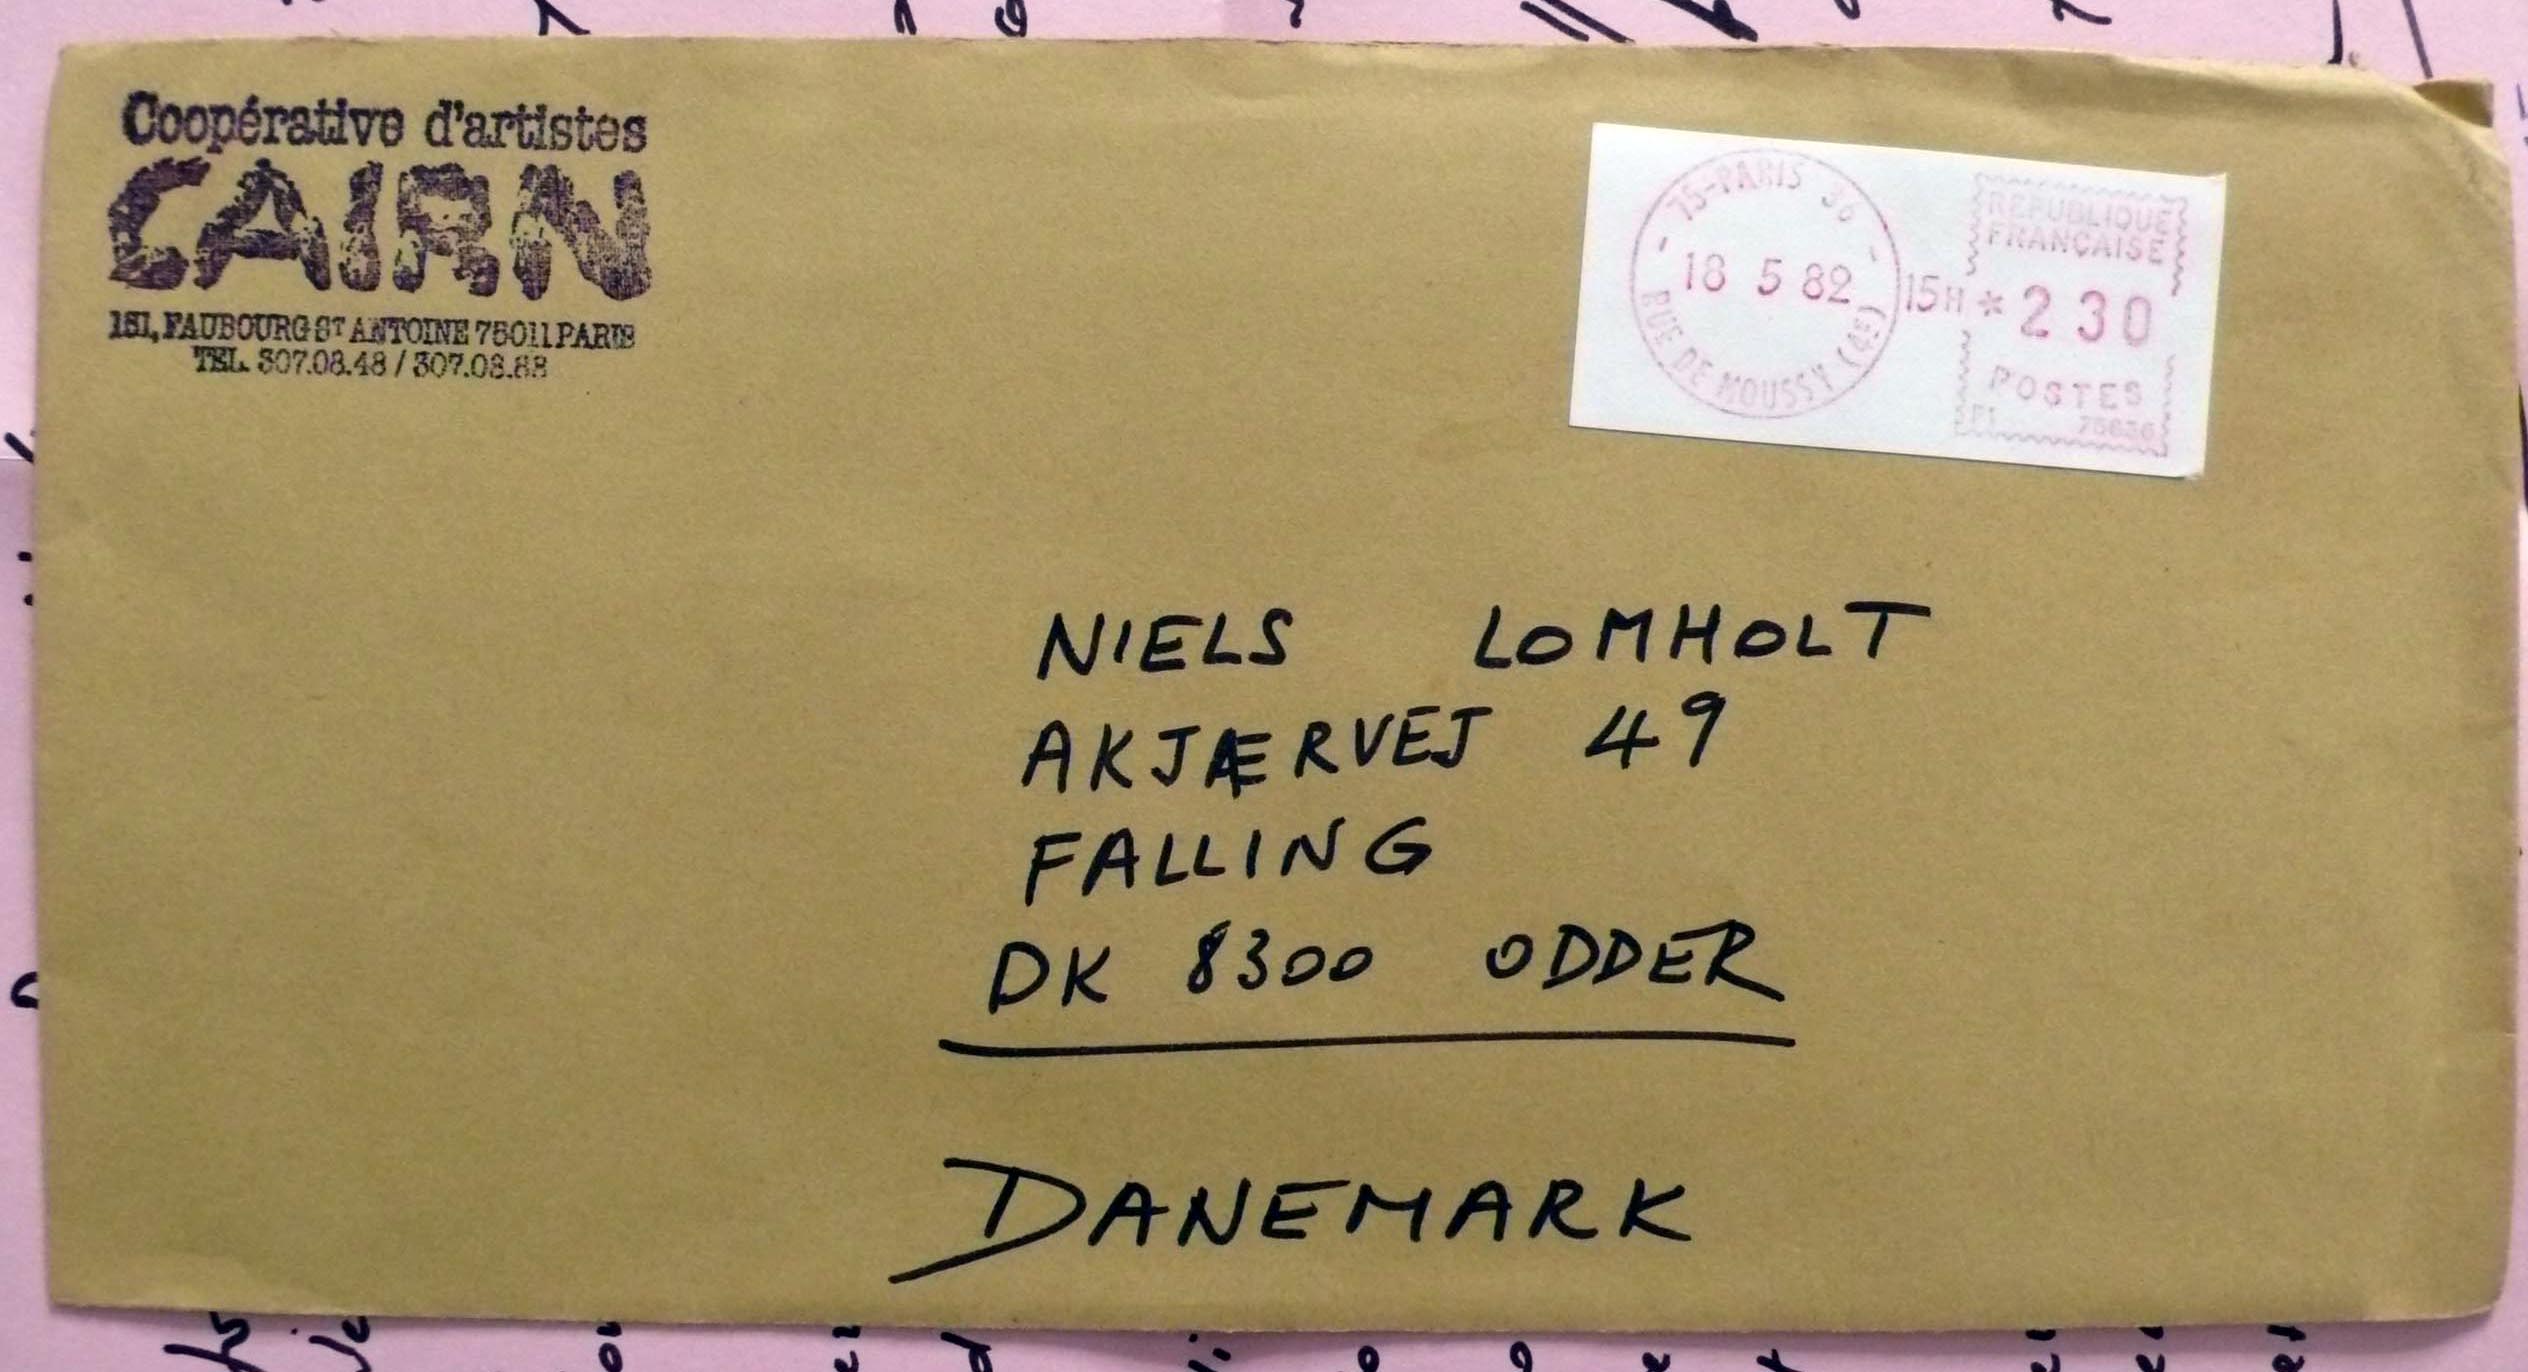 Coopérative d'artistes
CAIRN
151, FAUBOURG ST ANTOINE 75011 PARIS
TEL. 307.08.48 / 307.08.88
75-PARIS 36
18 5 82
RUE DE MOUSSY (4E)
15H * 2 30
REPUBLIQUE
FRANÇAISE
POSTES
75636
NIELS LOMHOLT
AKJÆRVEJ 49
FALLING
DK 8300 ODDER
DANEMARK